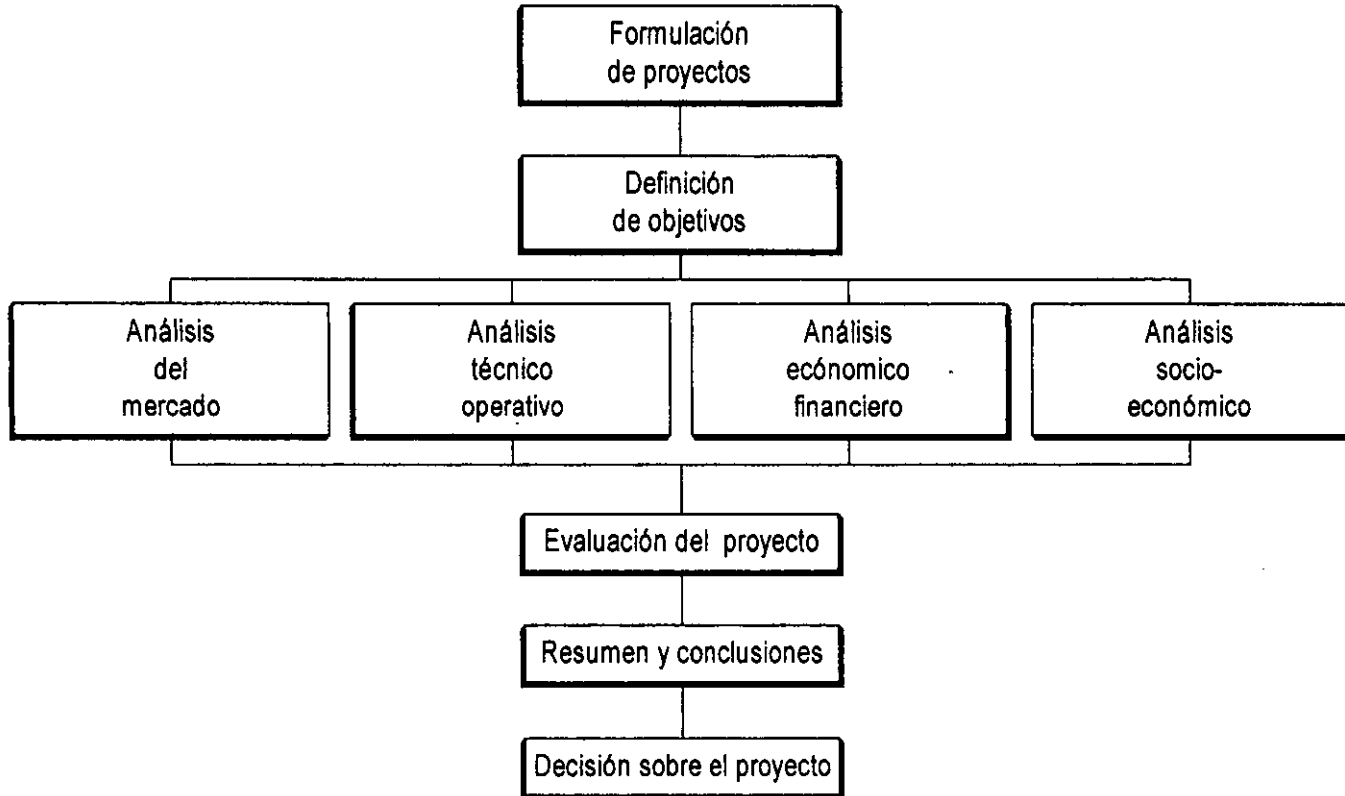 Formulación
de proyectos
Definición
de objetivos
Análisis
del
mercado
Análisis
técnico
operativo
Análisis
ecónomico
financiero
Análisis
socio-
económico
Evaluación del proyecto
Resumen y conclusiones
Decisión sobre el proyecto